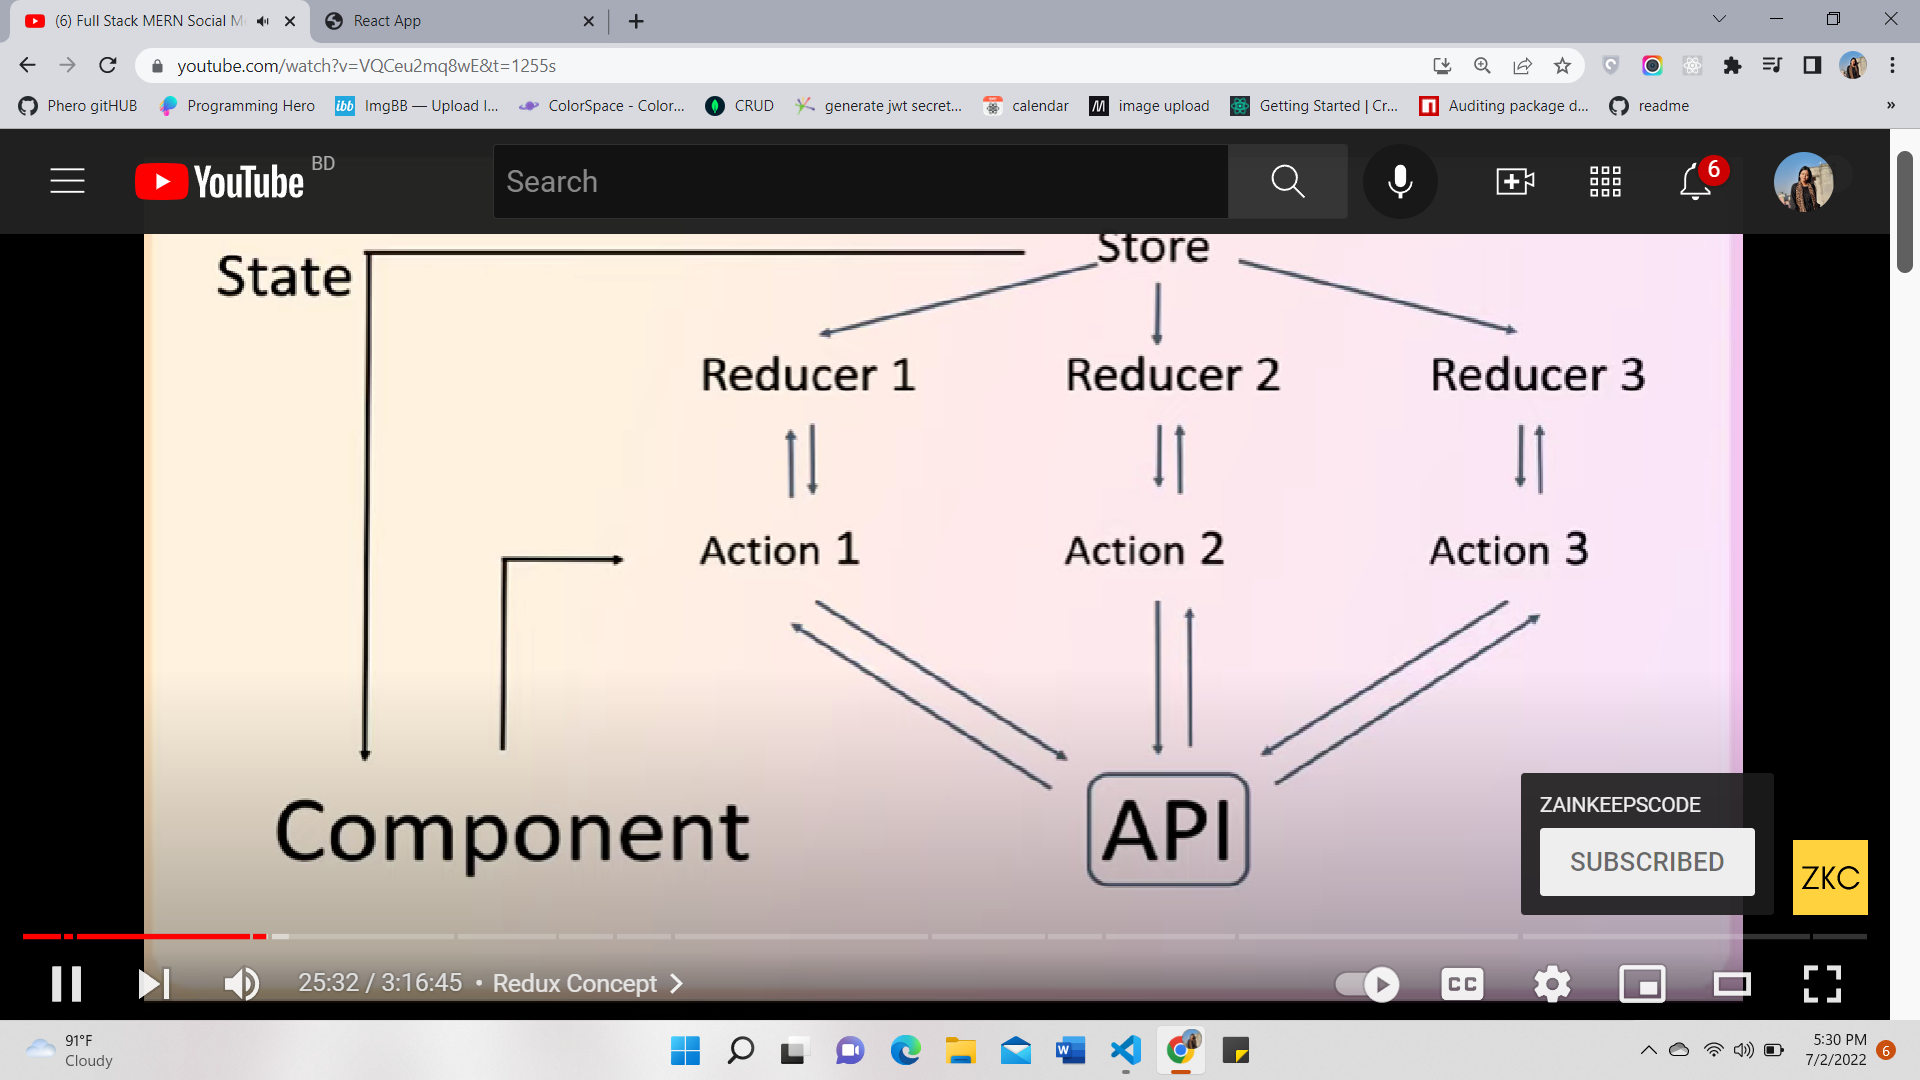 (6) Full Stack MERN Social M
React App
youtube.com/watch?v=VQCeu2mq8wE&t=1255s
Phero gitHUB
Programming Hero
ibb ImgBB — Upload I...
ColorSpace - Color...
CRUD
generate jwt secret...
calendar
image upload
Getting Started | Cr...
Auditing package d...
readme
»
YouTube BD
Search
6
Store
State
Reducer 1
Reducer 2
Reducer 3
Action 1
Action 2
Action 3
Component
API
ZAINKEEPSCODE
SUBSCRIBED
ZKC
25:32 / 3:16:45 • Redux Concept
CC
91°F
Cloudy
5:30 PM
7/2/2022
6